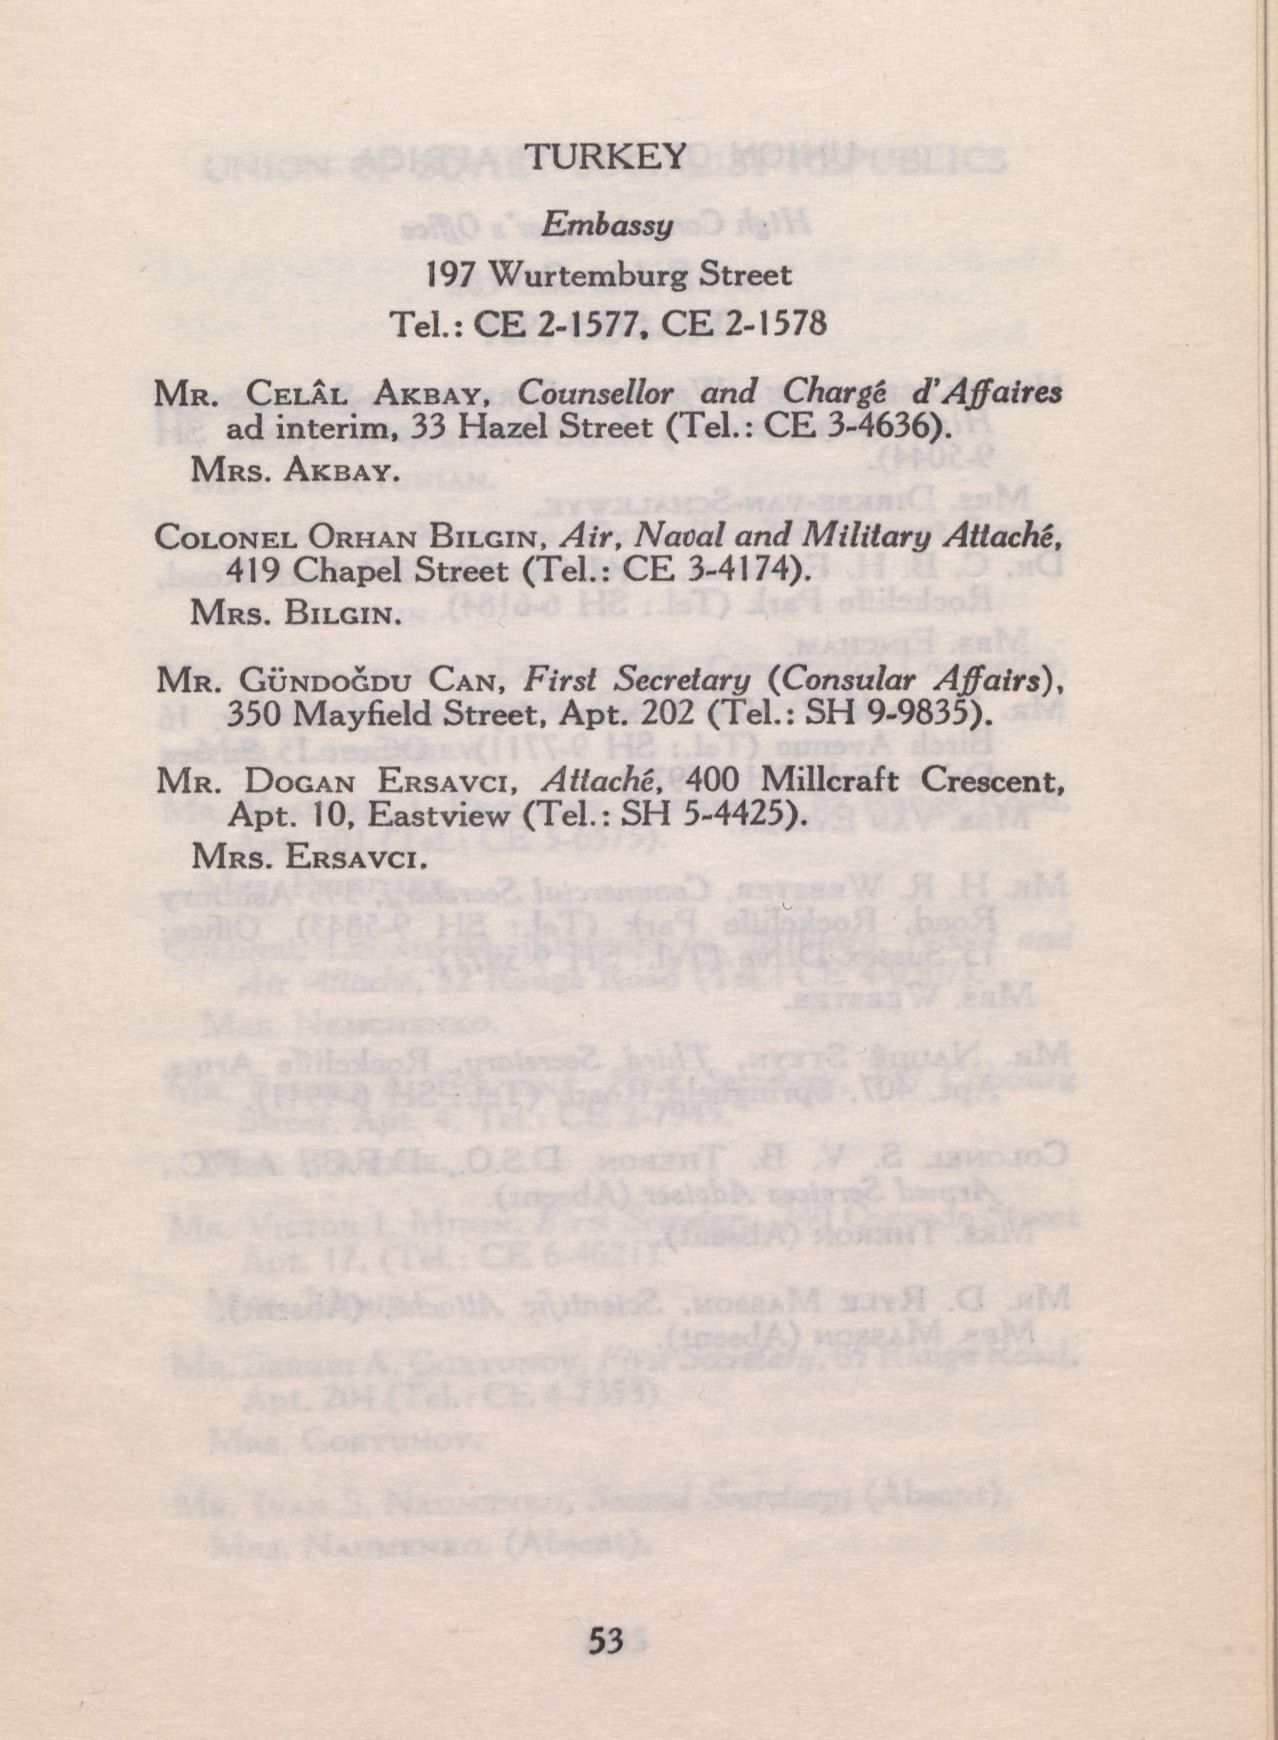 TURKEY
Embassy
197 Wurtemburg Street
Tel.: CE 2-1577, CE 2-1578
MR. CELÂL AKBAY, Counsellor and Chargé d'Affaires
ad interim, 33 Hazel Street (Tel.: CE 3-4636).
MRS. AKBAY.
COLONEL ORHAN BILGIN, Air, Naval and Military Attaché,
419 Chapel Street (Tel.: CE 3-4174).
MRS. BILGIN.
MR. GÜNDOĞDU CAN, First Secretary (Consular Affairs),
350 Mayfield Street, Apt. 202 (Tel.: SH 9-9835).
MR. DOGAN ERSAVCI, Attaché, 400 Millcraft Crescent,
Apt. 10, Eastview (Tel.: SH 5-4425).
MRS. ERSAVCI.
53